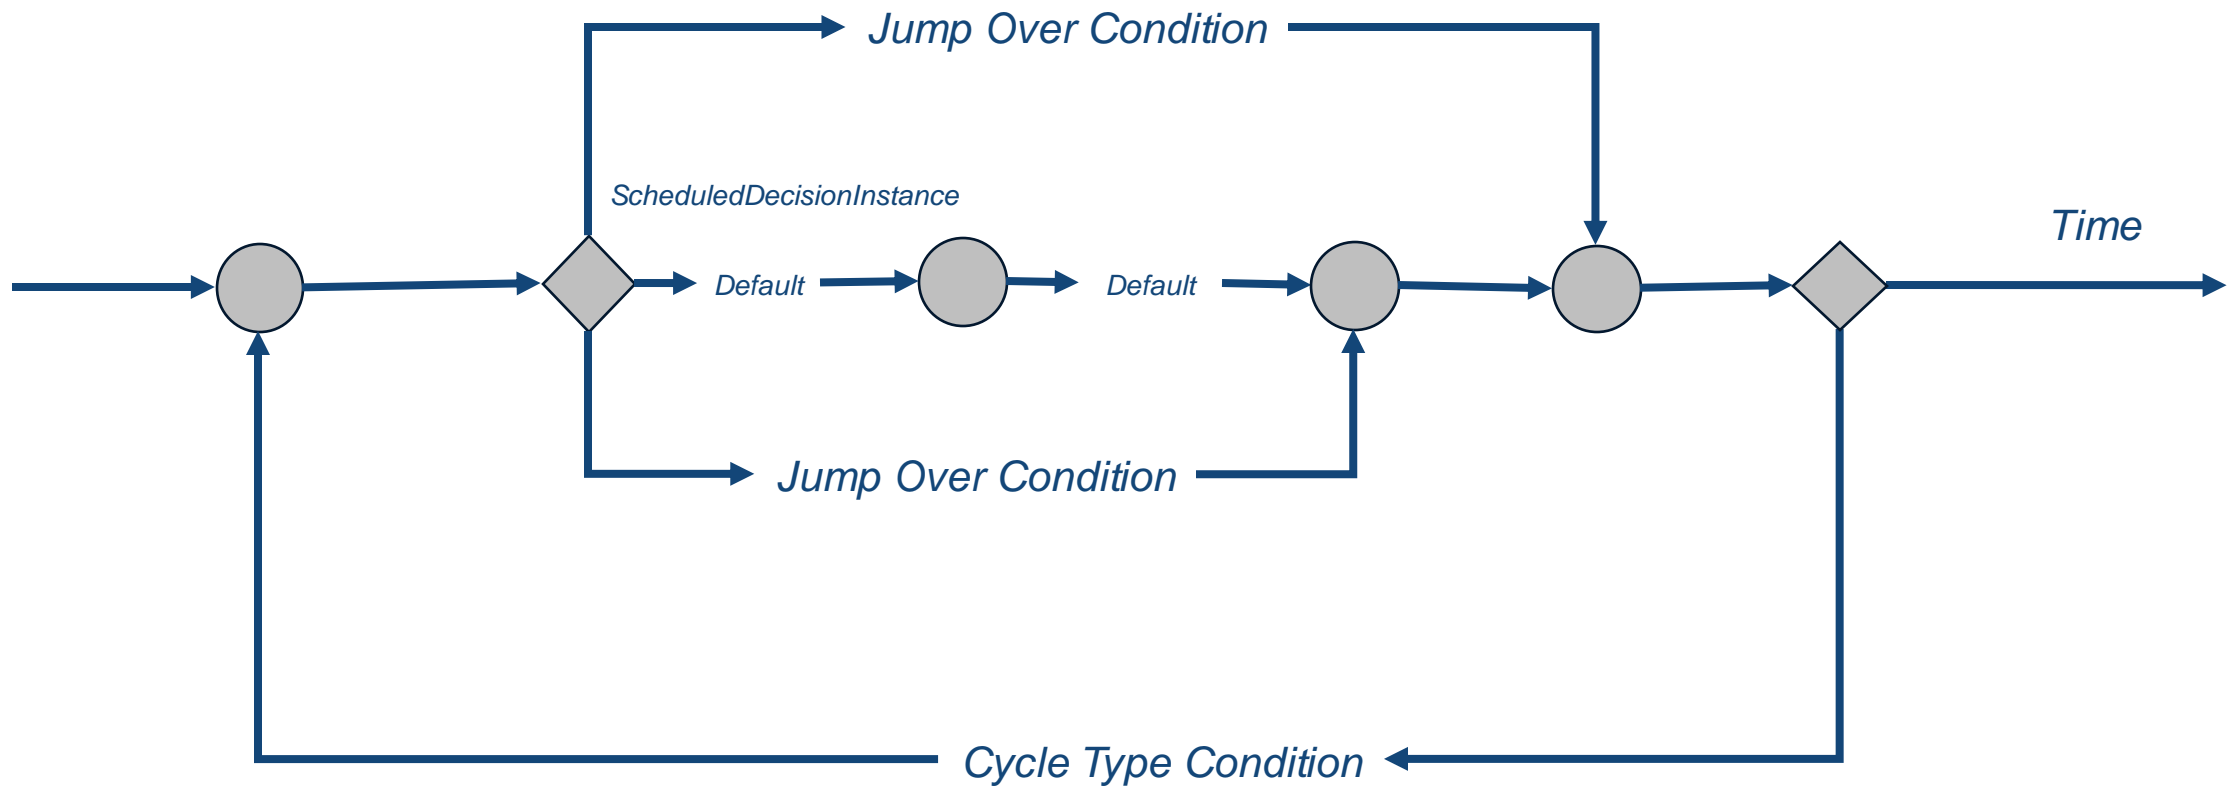 Jump Over Condition
ScheduledDecisionInstance
Time
Default
Default
Jump Over Condition
Cycle Type Condition